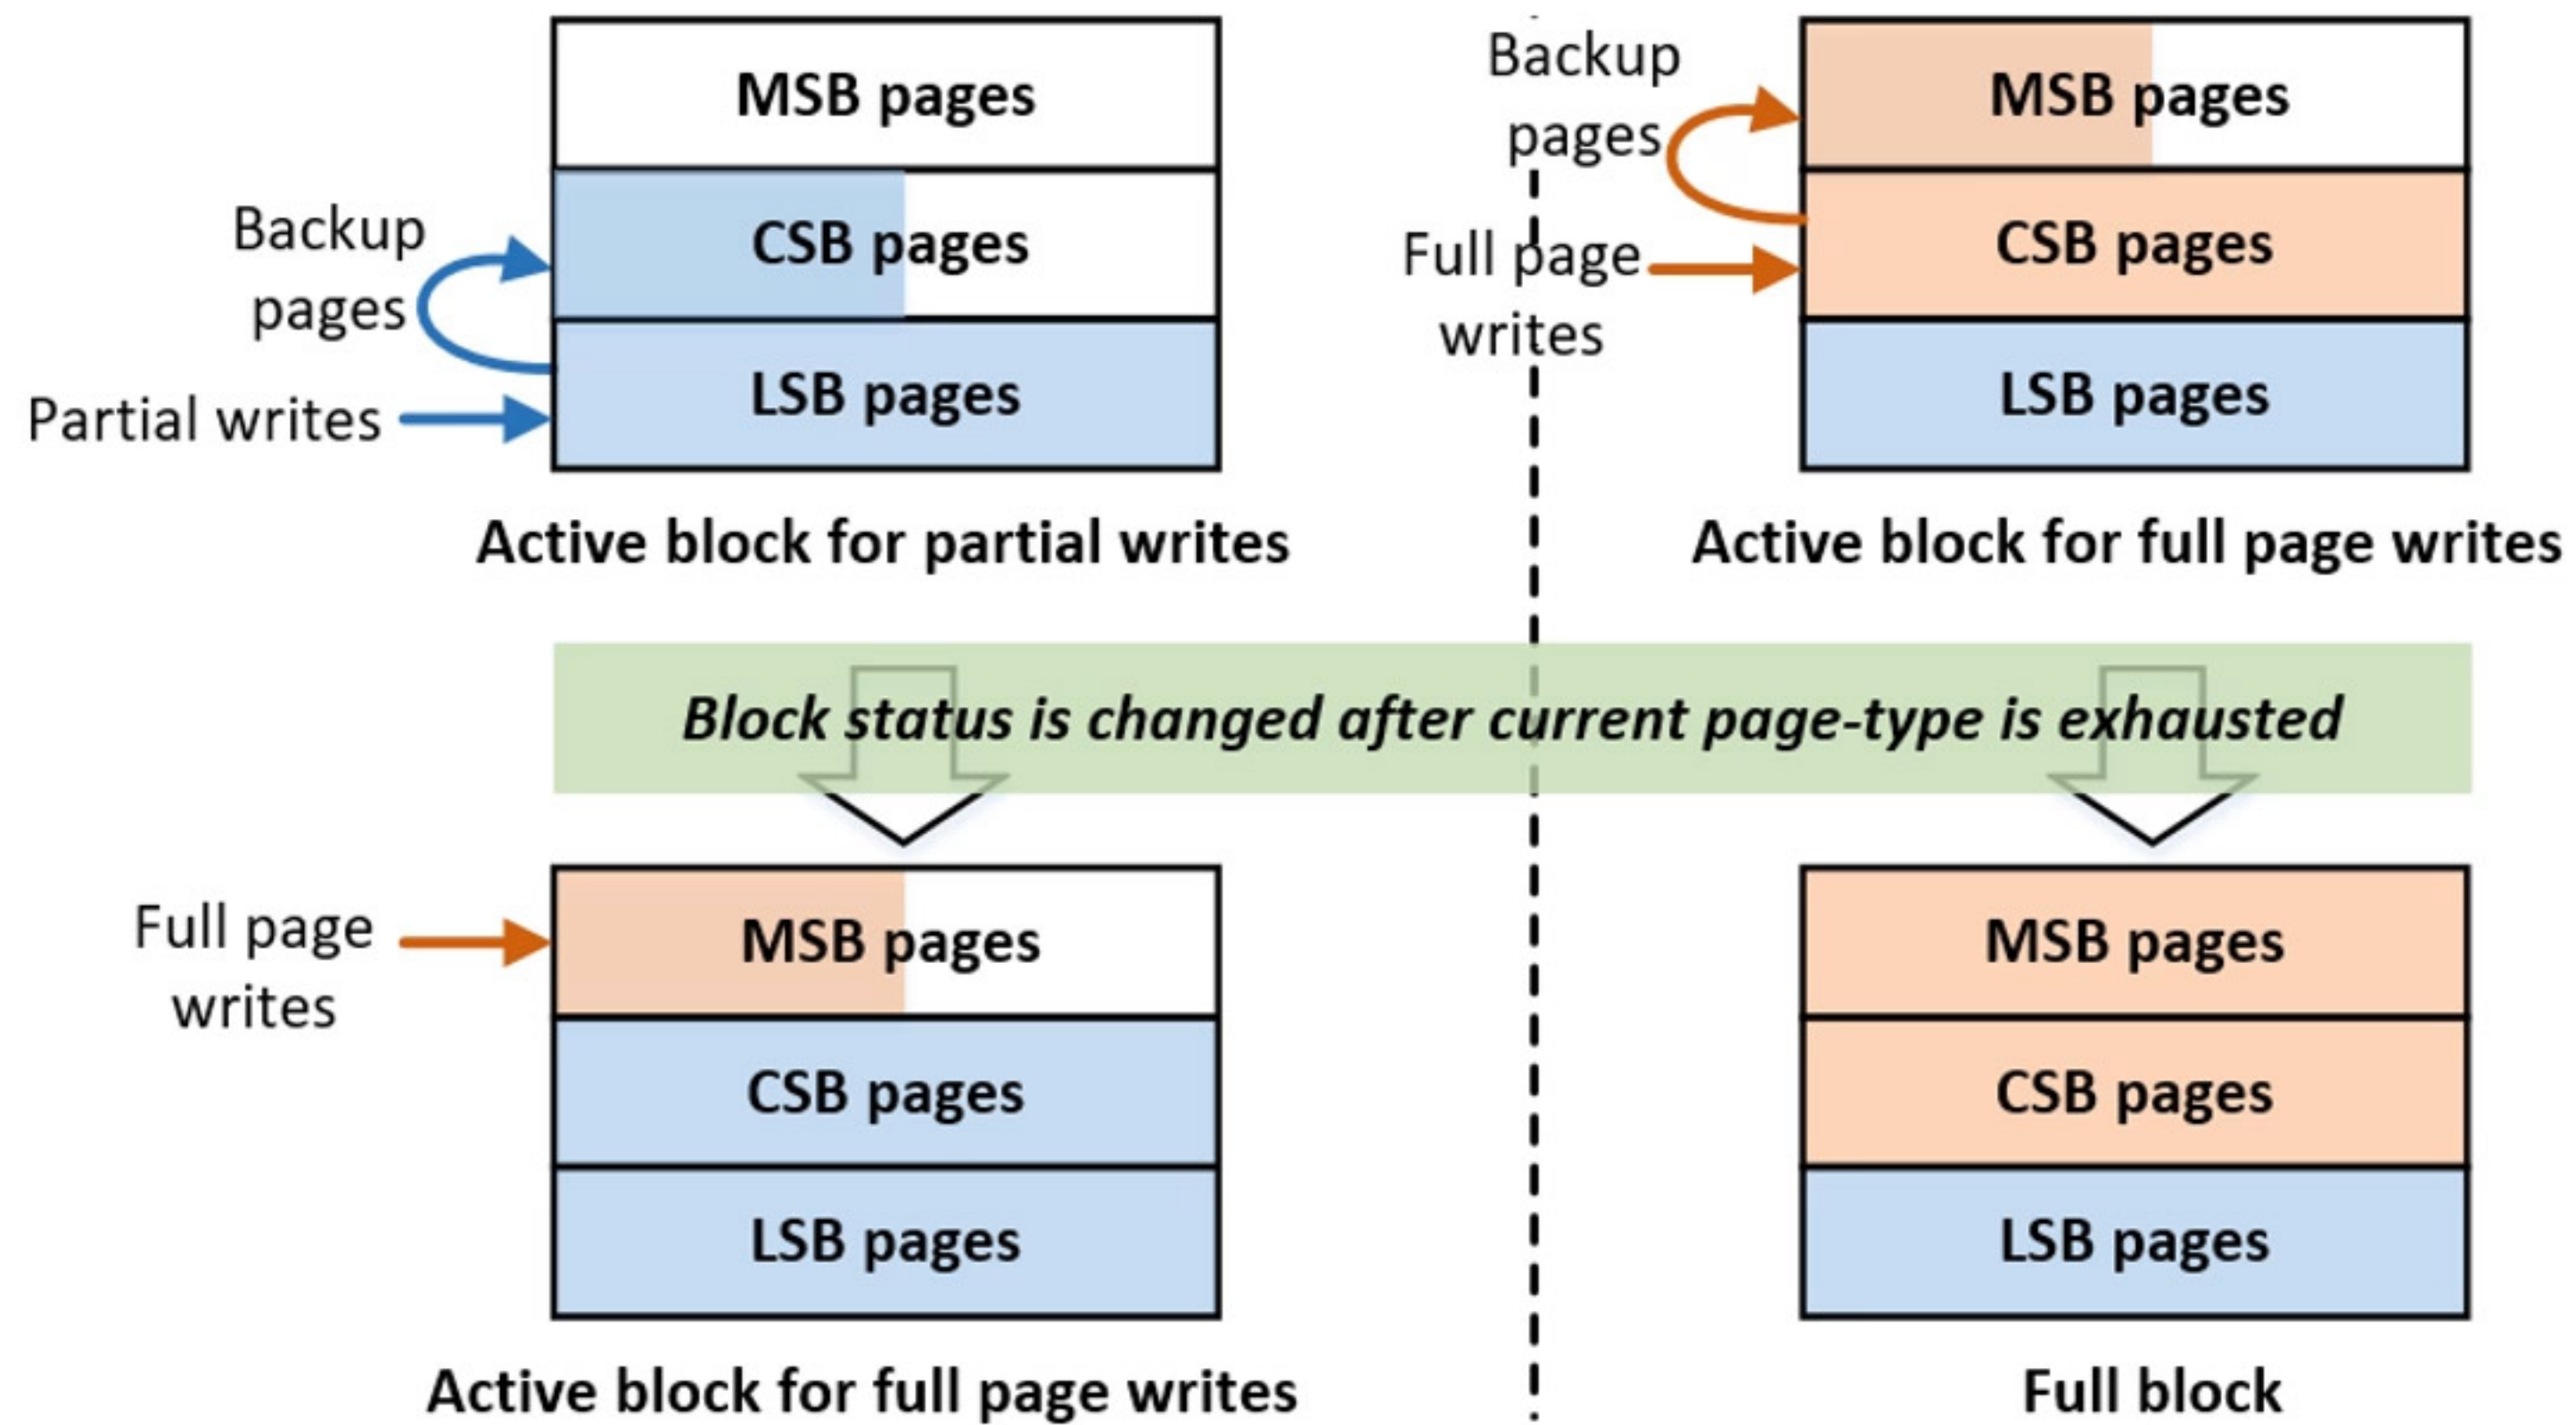 MSB pages
Backup
pages
CSB pages
Partial writes
LSB pages
Active block for partial writes
Backup
pages
MSB pages
Full page
writes
CSB pages
LSB pages
Active block for full page writes
Block status is changed after current page-type is exhausted
Full page
writes
MSB pages
CSB pages
LSB pages
Active block for full page writes
MSB pages
CSB pages
LSB pages
Full block